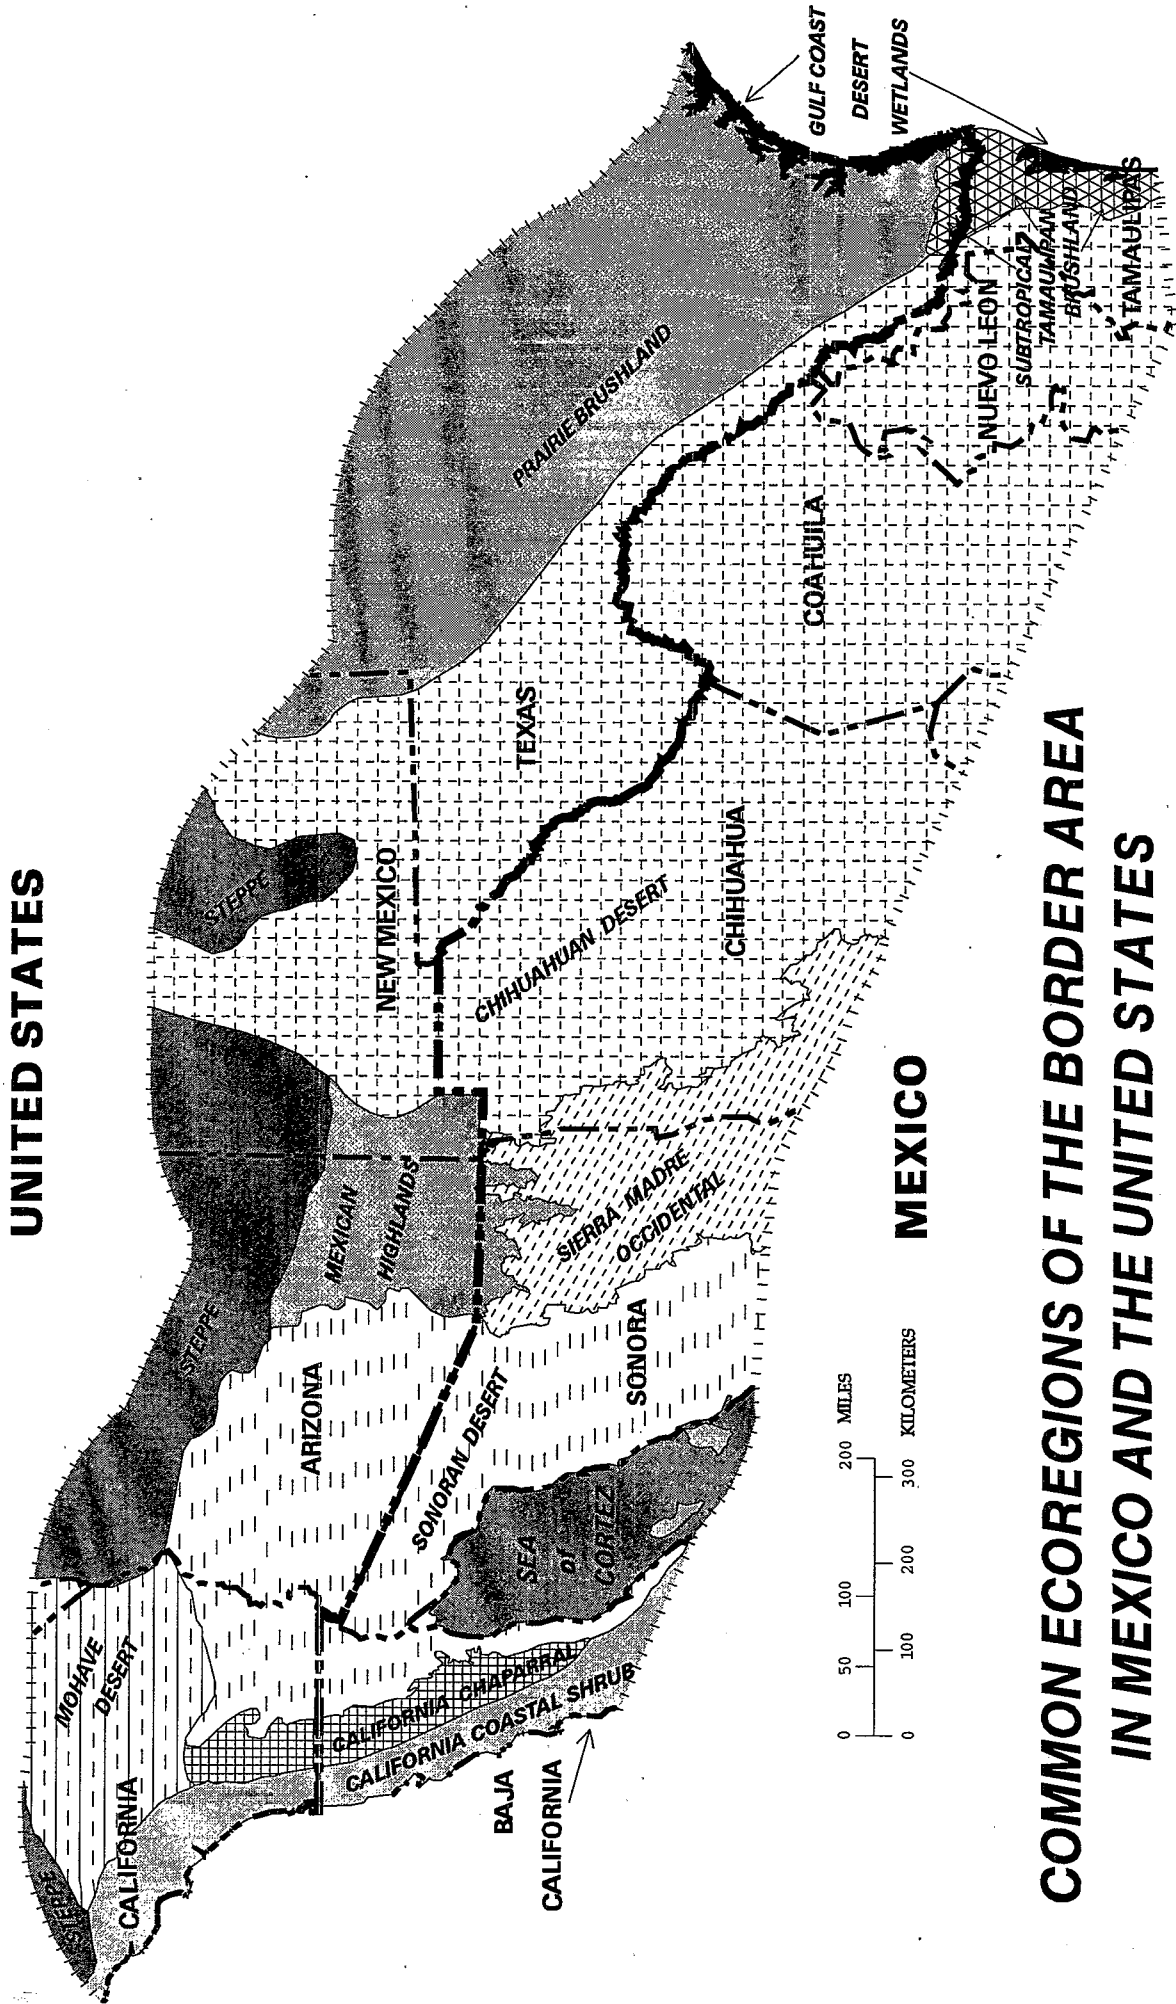 UNITED STATES
STEPPE
CALIFORNIA
MOHAVE
DESERT
STEPPE
ARIZONA
MEXICAN
HIGHLANDS
STEPPE
NEW MEXICO
TEXAS
PRAIRIE BRUSHLAND
GULF COAST
DESERT
WETLANDS
CALIFORNIA CHAPARRAL
CALIFORNIA COASTAL SHRUB
BAJA
CALIFORNIA
SEA
of
CORTEZ
SONORAN DESERT
SONORA
SIERRA MADRE
OCCIDENTAL
CHIHUAHUAN DESERT
CHIHUAHUA
COAHUILA
NUEVO LEON
SUBTROPICAL
TAMAULIPAN
BRUSHLAND
TAMAULIPAS
MEXICO
0 50 100 200 MILES
0 100 200 300 KILOMETERS
COMMON ECOREGIONS OF THE BORDER AREA
IN MEXICO AND THE UNITED STATES